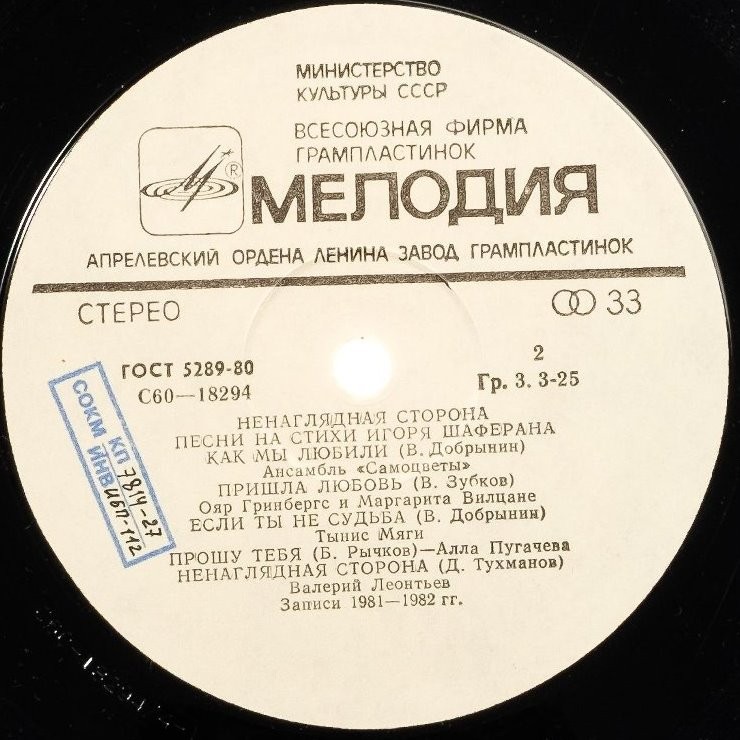 МИНИСТЕРСТВО
КУЛЬТУРЫ СССР
ВСЕСОЮЗНАЯ ФИРМА
ГРАМПЛАСТИНОК
М ®
МЕЛОДИЯ
АПРЕЛЕВСКИЙ ОРДЕНА ЛЕНИНА ЗАВОД ГРАМПЛАСТИНОК
СТЕРЕО
33
ГОСТ 5289-80
2
С60—18294
Гр. 3. 3-25
НЕНАГЛЯДНАЯ СТОРОНА
ПЕСНИ НА СТИХИ ИГОРЯ ШАФЕРАНА
КАК МЫ ЛЮБИЛИ (В. Добрынин)
Ансамбль «Самоцветы»
ПРИШЛА ЛЮБОВЬ (В. Зубков)
Ояр Гринбергс и Маргарита Вилцане
ЕСЛИ ТЫ НЕ СУДЬБА (В. Добрынин)
Тынис Мяги
ПРОШУ ТЕБЯ (Б. Рычков)—Алла Пугачева
НЕНАГЛЯДНАЯ СТОРОНА (Д. Тухманов)
Валерий Леонтьев
Записи 1981—1982 гг.
СОКМ КП 7814-27
ИНВ ИБП-112